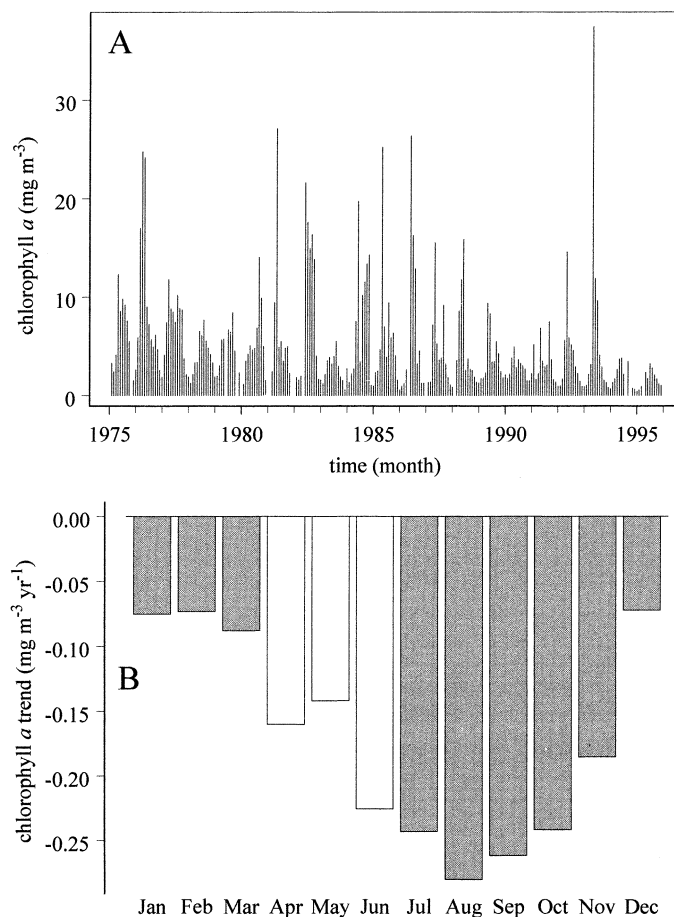 A
chlorophyll a (mg m⁻³)
30
20
10
0
1975 1980 1985 1990 1995
time (month)
B
chlorophyll a trend (mg m⁻³ yr⁻¹)
0.00
-0.05
-0.10
-0.15
-0.20
-0.25
Jan Feb Mar Apr May Jun Jul Aug Sep Oct Nov Dec